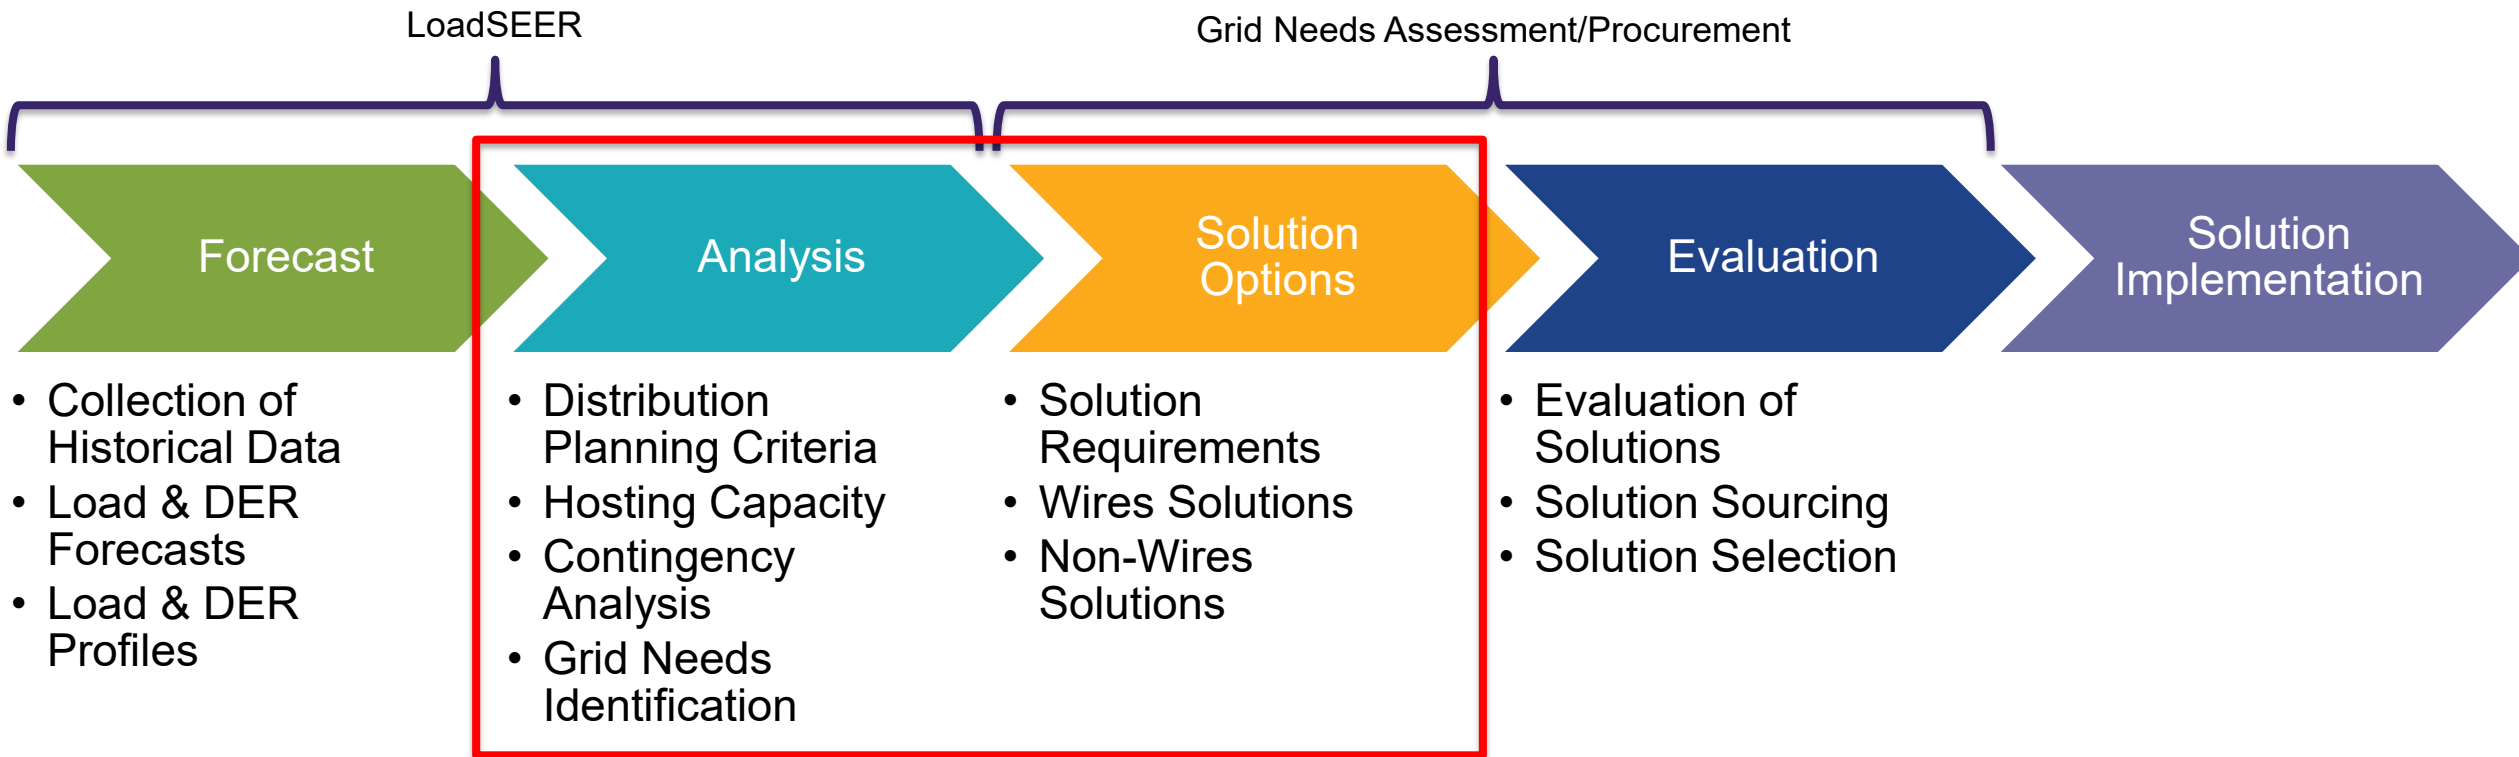 LoadSEER
Grid Needs Assessment/Procurement
Forecast
Analysis
Solution
Options
Evaluation
Solution
Implementation
• Collection of
Historical Data
• Load & DER
Forecasts
• Load & DER
Profiles
• Distribution
Planning Criteria
• Hosting Capacity
• Contingency
Analysis
• Grid Needs
Identification
• Solution
Requirements
• Wires Solutions
• Non-Wires
Solutions
• Evaluation of
Solutions
• Solution Sourcing
• Solution Selection